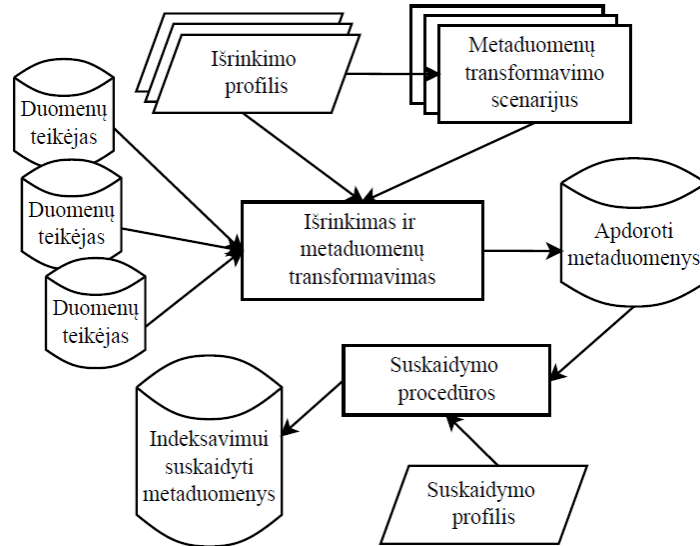 Išrinkimo
profilis
Metaduomenų
transformavimo
scenarijus
Duomenų
teikėjas
Duomenų
teikėjas
Duomenų
teikėjas
Išrinkimas ir
metaduomenų
transformavimas
Apdoroti
metaduomenys
Suskaidymo
procedūros
Indeksavimui
suskaidyti
metaduomenys
Suskaidymo
profilis